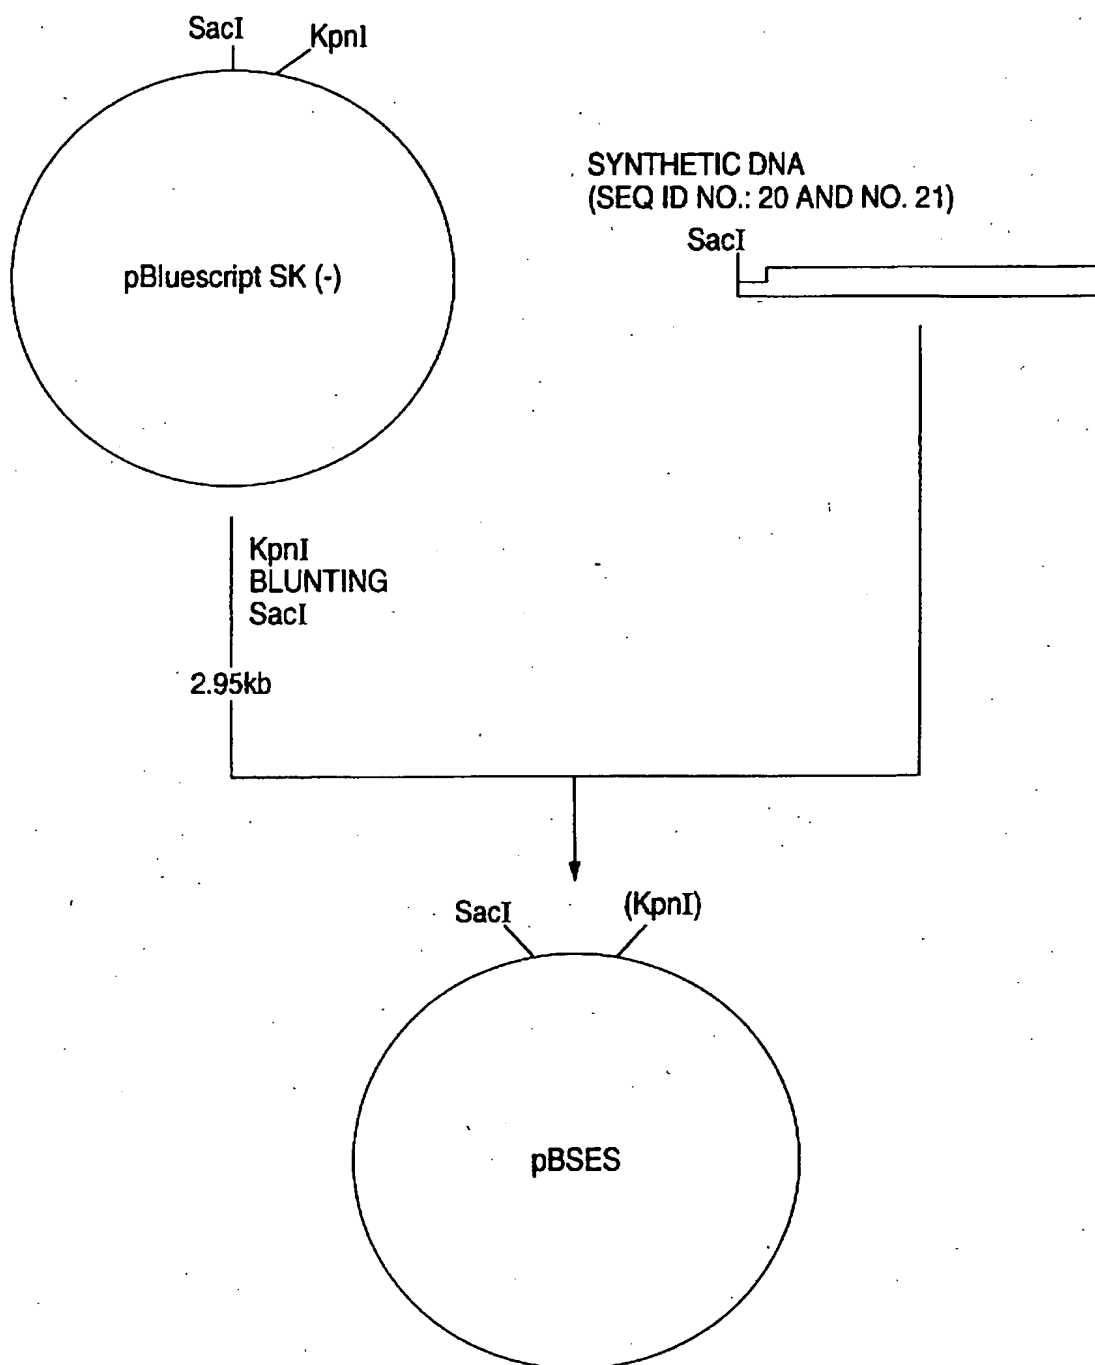 SacI
KpnI
pBluescript SK (-)
SYNTHETIC DNA
(SEQ ID NO.: 20 AND NO. 21)
SacI
KpnI
BLUNTING
SacI
2.95kb
SacI
(KpnI)
pBSES